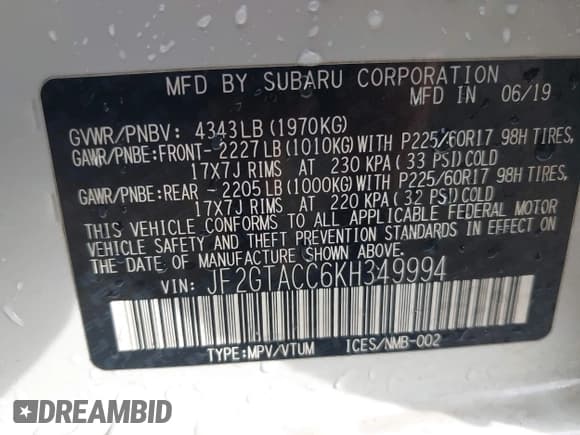 MFD BY SUBARU CORPORATION
MFD IN 06/19
GVWR/PNBV: 4343LB (1970KG)
GAWR/PNBE:FRONT-2227LB (1010KG)WITH P225/60R17 98H TIRES,
17X7J RIMS AT 230 KPA( 33 PSI)COLD
GAWR/PNBE:REAR -2205LB (1000KG)WITH P225/60R17 98H TIRES,
17X7J RIMS AT 220 KPA( 32 PSI)COLD
THIS VEHICLE CONFORMS TO ALL APPLICABLE FEDERAL MOTOR
VEHICLE SAFETY AND THEFT PREVENTION STANDARDS IN EFFECT ON
THE DATE OF MANUFACTURE SHOWN ABOVE.
VIN: JF2GTACC6KH349994
TYPE:MPV/VTUM ICES/NMB-002
DREAMBID